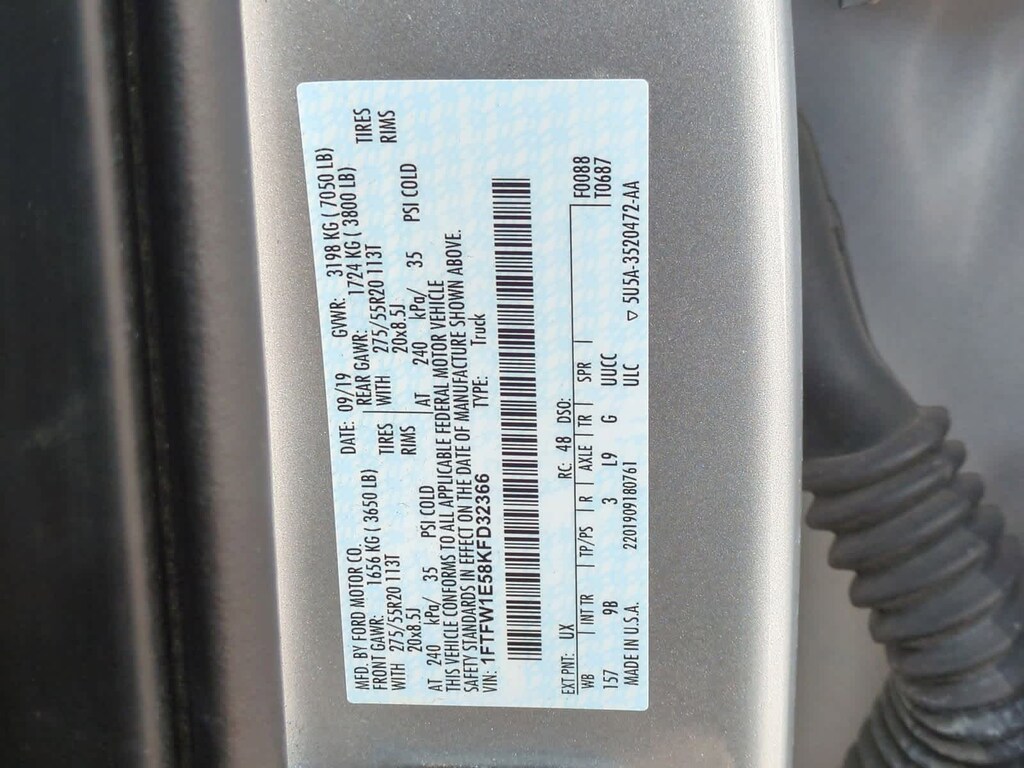 MFD. BY FORD MOTOR CO. DATE: 09/19 GVWR: 3198 KG ( 7050 LB)
FRONT GAWR: 1656 KG ( 3650 LB) REAR GAWR: 1724 KG ( 3800 LB)
WITH 275/55R20 113T TIRES WITH 275/55R20 113T TIRES
20x8.5J RIMS 20x8.5J RIMS
AT 240 kPa/ 35 PSI COLD AT 240 kPa/ 35 PSI COLD
THIS VEHICLE CONFORMS TO ALL APPLICABLE FEDERAL MOTOR VEHICLE
SAFETY STANDARDS IN EFFECT ON THE DATE OF MANUFACTURE SHOWN ABOVE.
VIN: 1FTFW1E58KFD32366 TYPE: Truck
EXT PNT: UX RC: 48 DSO: F0088
WB INT TR TP/PS R AXLE TR SPR T0687
157 9B 3 L9 G UUCC
MADE IN U.S.A. 220190918076J ULC ▽ 5U5A-3520472-AA